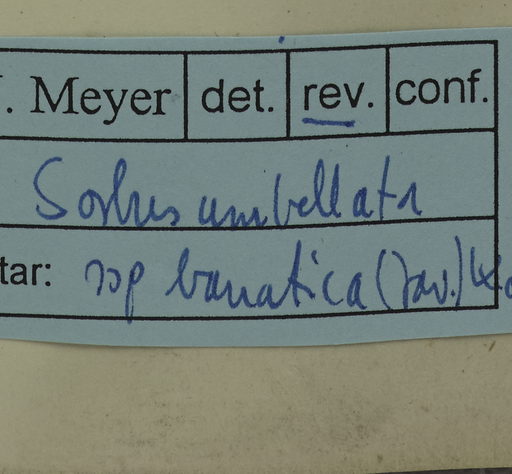 . Meyer det. rev. conf.
Sorbus umbellata
tar: ssp banatica (Jav.)